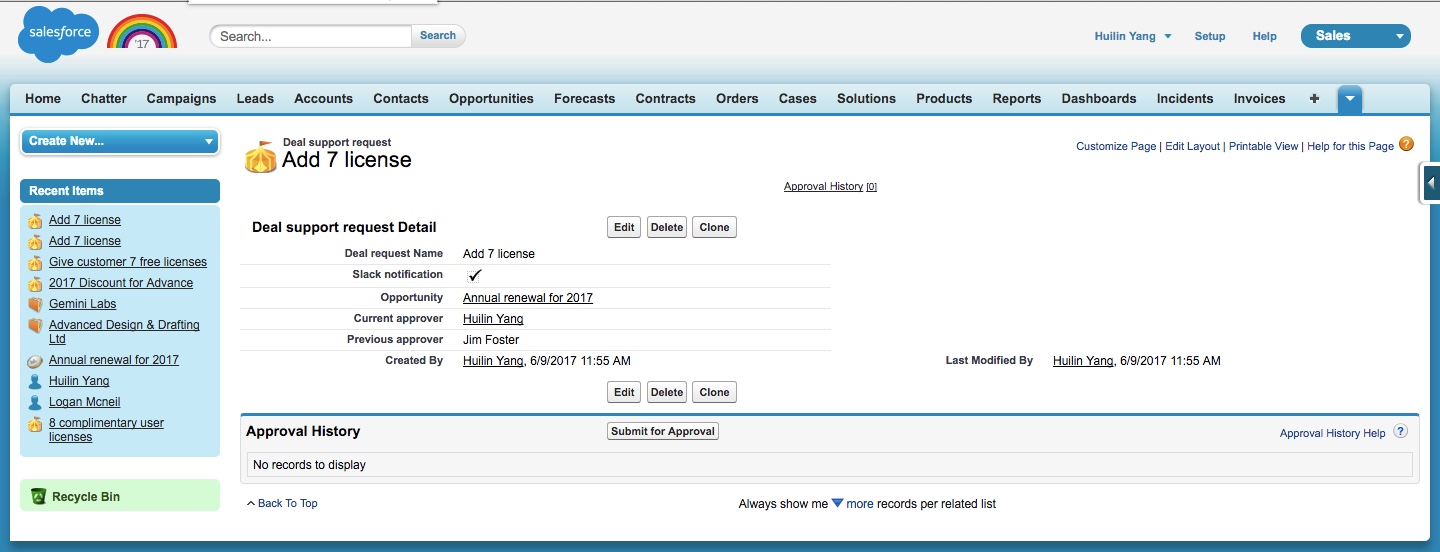 salesforce
'17
Search...
Search
Huilin Yang
Setup
Help
Sales
Home Chatter Campaigns Leads Accounts Contacts Opportunities Forecasts Contracts Orders Cases Solutions Products Reports Dashboards Incidents Invoices +
Create New...
Recent Items
Add 7 license
Add 7 license
Give customer 7 free licenses
2017 Discount for Advance
Gemini Labs
Advanced Design & Drafting
Ltd
Annual renewal for 2017
Huilin Yang
Logan Mcneil
8 complimentary user
licenses
Recycle Bin
Deal support request
Add 7 license
Customize Page | Edit Layout | Printable View | Help for this Page ?
Approval History [0]
Deal support request Detail Edit Delete Clone
Deal request Name Add 7 license
Slack notification
Opportunity Annual renewal for 2017
Current approver Huilin Yang
Previous approver Jim Foster
Created By Huilin Yang, 6/9/2017 11:55 AM Last Modified By Huilin Yang, 6/9/2017 11:55 AM
Edit Delete Clone
Approval History Submit for Approval Approval History Help ?
No records to display
Back To Top Always show me more records per related list